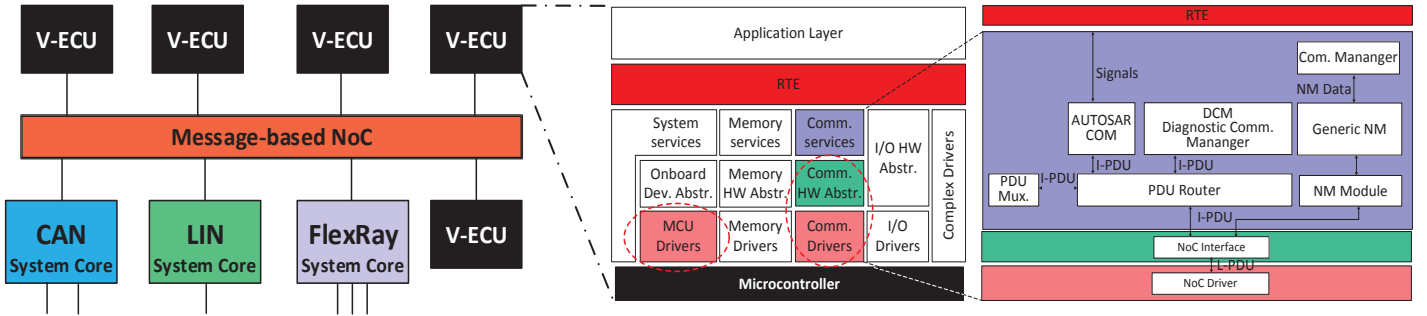 V-ECU
V-ECU
V-ECU
V-ECU
Message-based NoC
CAN
System Core
LIN
System Core
FlexRay
System Core
V-ECU
Application Layer
RTE
System
services
Memory
services
Comm.
services
I/O HW
Abstr.
Complex Drivers
Onboard
Dev. Abstr.
Memory
HW Abstr.
Comm.
HW Abstr.
MCU
Drivers
Memory
Drivers
Comm.
Drivers
I/O
Drivers
Microcontroller
RTE
Signals
Com. Mananger
NM Data
AUTOSAR
COM
DCM
Diagnostic Comm.
Mananger
Generic NM
I-PDU
I-PDU
PDU
Mux.
I-PDU
PDU Router
NM Module
I-PDU
NoC Interface
L-PDU
NoC Driver